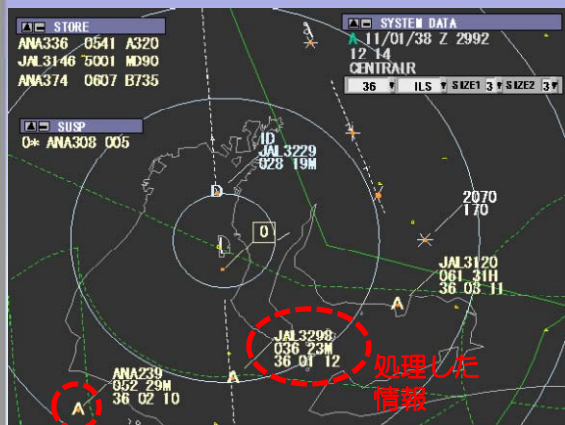 STORE
ANA336 0541 A320
JAL3146 5001 MD90
ANA374 0607 B735
SUSP
0* ANA308 005
SYSTEM DATA
A 11/01/38 Z 2992
12 14
CENTRAIR
36 ILS SIZE1 3 SIZE2 3
ID
JAL3229
028 19M
D
0
2070
170
JAL3120
061 31H
36 03 11
A
JAL3298
036 23M
36 01 12
A
処理した
情報
ANA239
052 29M
36 02 10
A